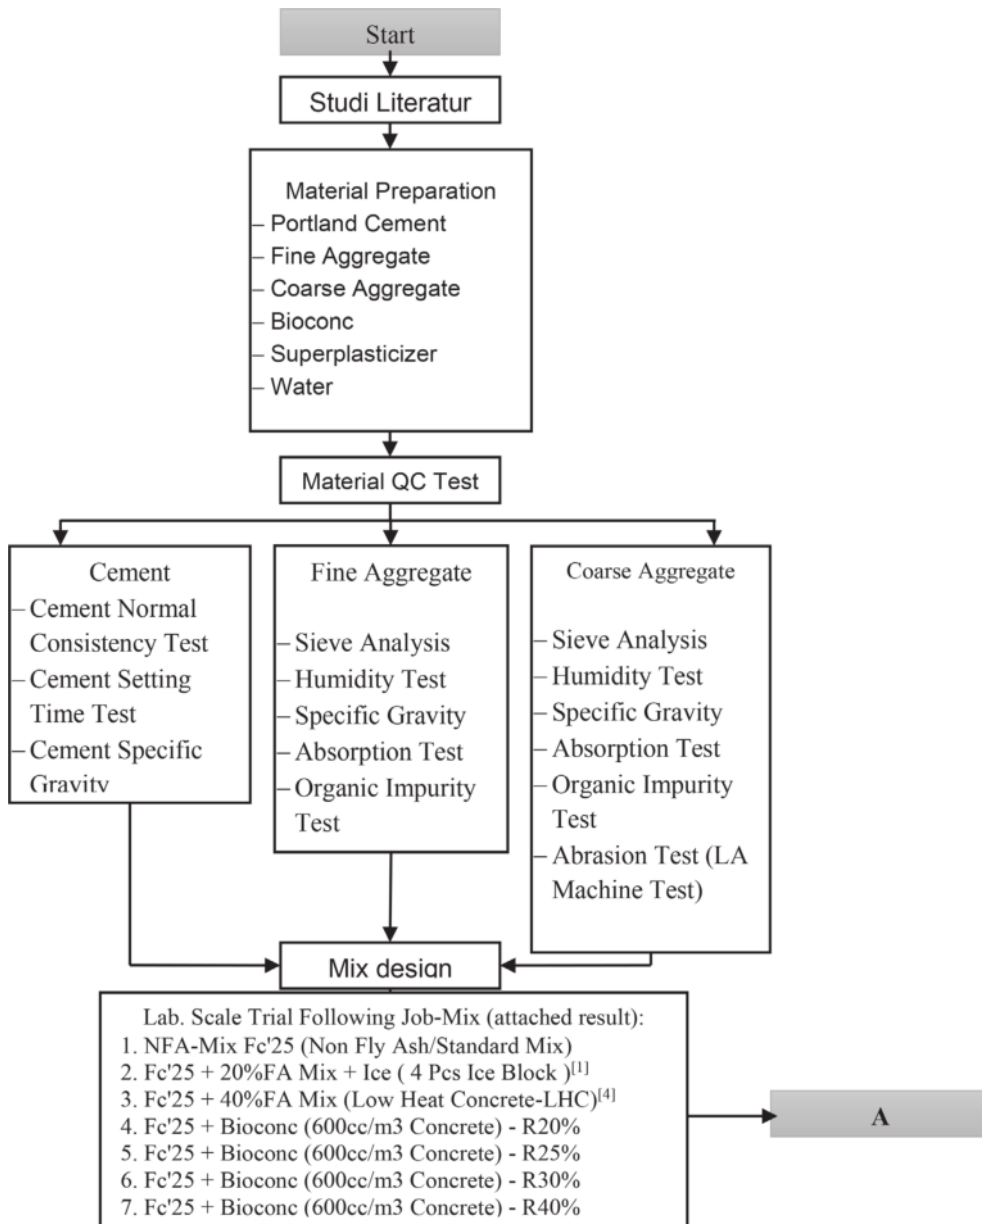 Start
Studi Literatur
Material Preparation
– Portland Cement
– Fine Aggregate
– Coarse Aggregate
– Bioconc
– Superplasticizer
– Water
Material QC Test
Cement
– Cement Normal
Consistency Test
– Cement Setting
Time Test
– Cement Specific
Gravity
Fine Aggregate
– Sieve Analysis
– Humidity Test
– Specific Gravity
– Absorption Test
– Organic Impurity
Test
Coarse Aggregate
– Sieve Analysis
– Humidity Test
– Specific Gravity
– Absorption Test
– Organic Impurity
Test
– Abrasion Test (LA
Machine Test)
Mix design
Lab. Scale Trial Following Job-Mix (attached result):
1. NFA-Mix Fc'25 (Non Fly Ash/Standard Mix)
2. Fc'25 + 20%FA Mix + Ice ( 4 Pcs Ice Block )[1]
3. Fc'25 + 40%FA Mix (Low Heat Concrete-LHC)[4]
4. Fc'25 + Bioconc (600cc/m3 Concrete) - R20%
5. Fc'25 + Bioconc (600cc/m3 Concrete) - R25%
6. Fc'25 + Bioconc (600cc/m3 Concrete) - R30%
7. Fc'25 + Bioconc (600cc/m3 Concrete) - R40%
A